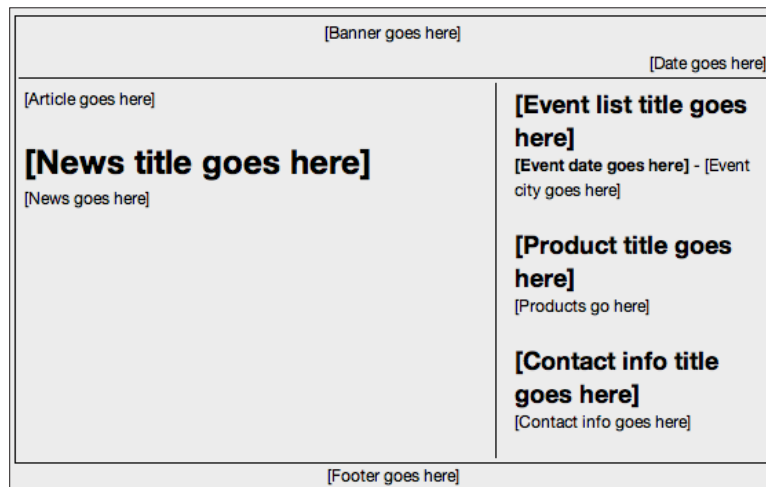 [Banner goes here]
[Date goes here]
[Article goes here]
[News title goes here]
[News goes here]
[Event list title goes
here]
[Event date goes here] - [Event
city goes here]
[Product title goes
here]
[Products go here]
[Contact info title
goes here]
[Contact info goes here]
[Footer goes here]